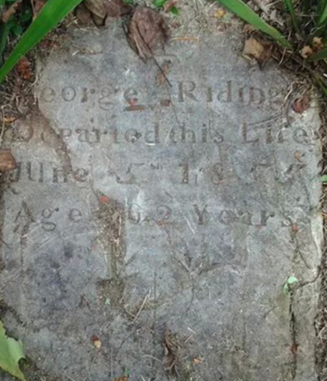 George Riding
Departed this Life
June
Aged 62 Years